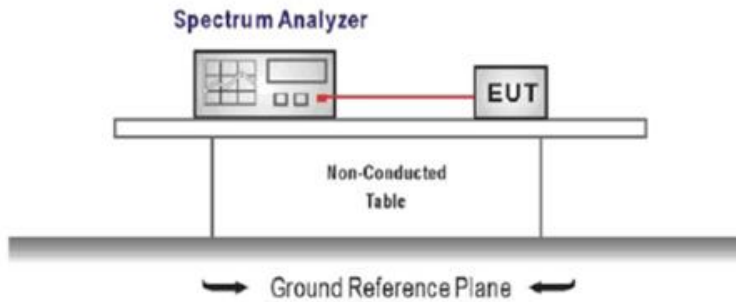 Spectrum Analyzer
EUT
Non-Conducted
Table
Ground Reference Plane